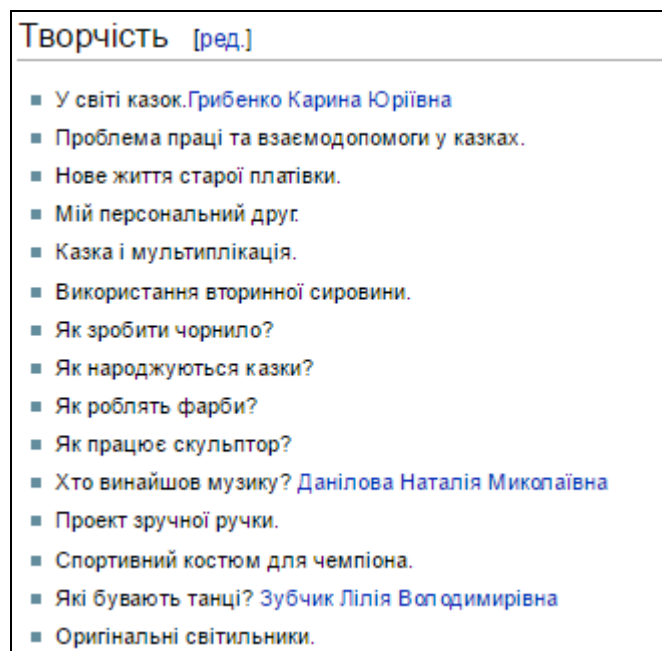 Творчість [ред.]
У світі казок.Грибенко Карина Юріївна
Проблема праці та взаємодопомоги у казках.
Нове життя старої платівки.
Мій персональний друг.
Казка і мультиплікація.
Використання вторинної сировини.
Як зробити чорнило?
Як народжуються казки?
Як роблять фарби?
Як працює скульптор?
Хто винайшов музику? Данілова Наталія Миколаївна
Проект зручної ручки.
Спортивний костюм для чемпіона.
Які бувають танці? Зубчик Лілія Володимирівна
Оригінальні світильники.